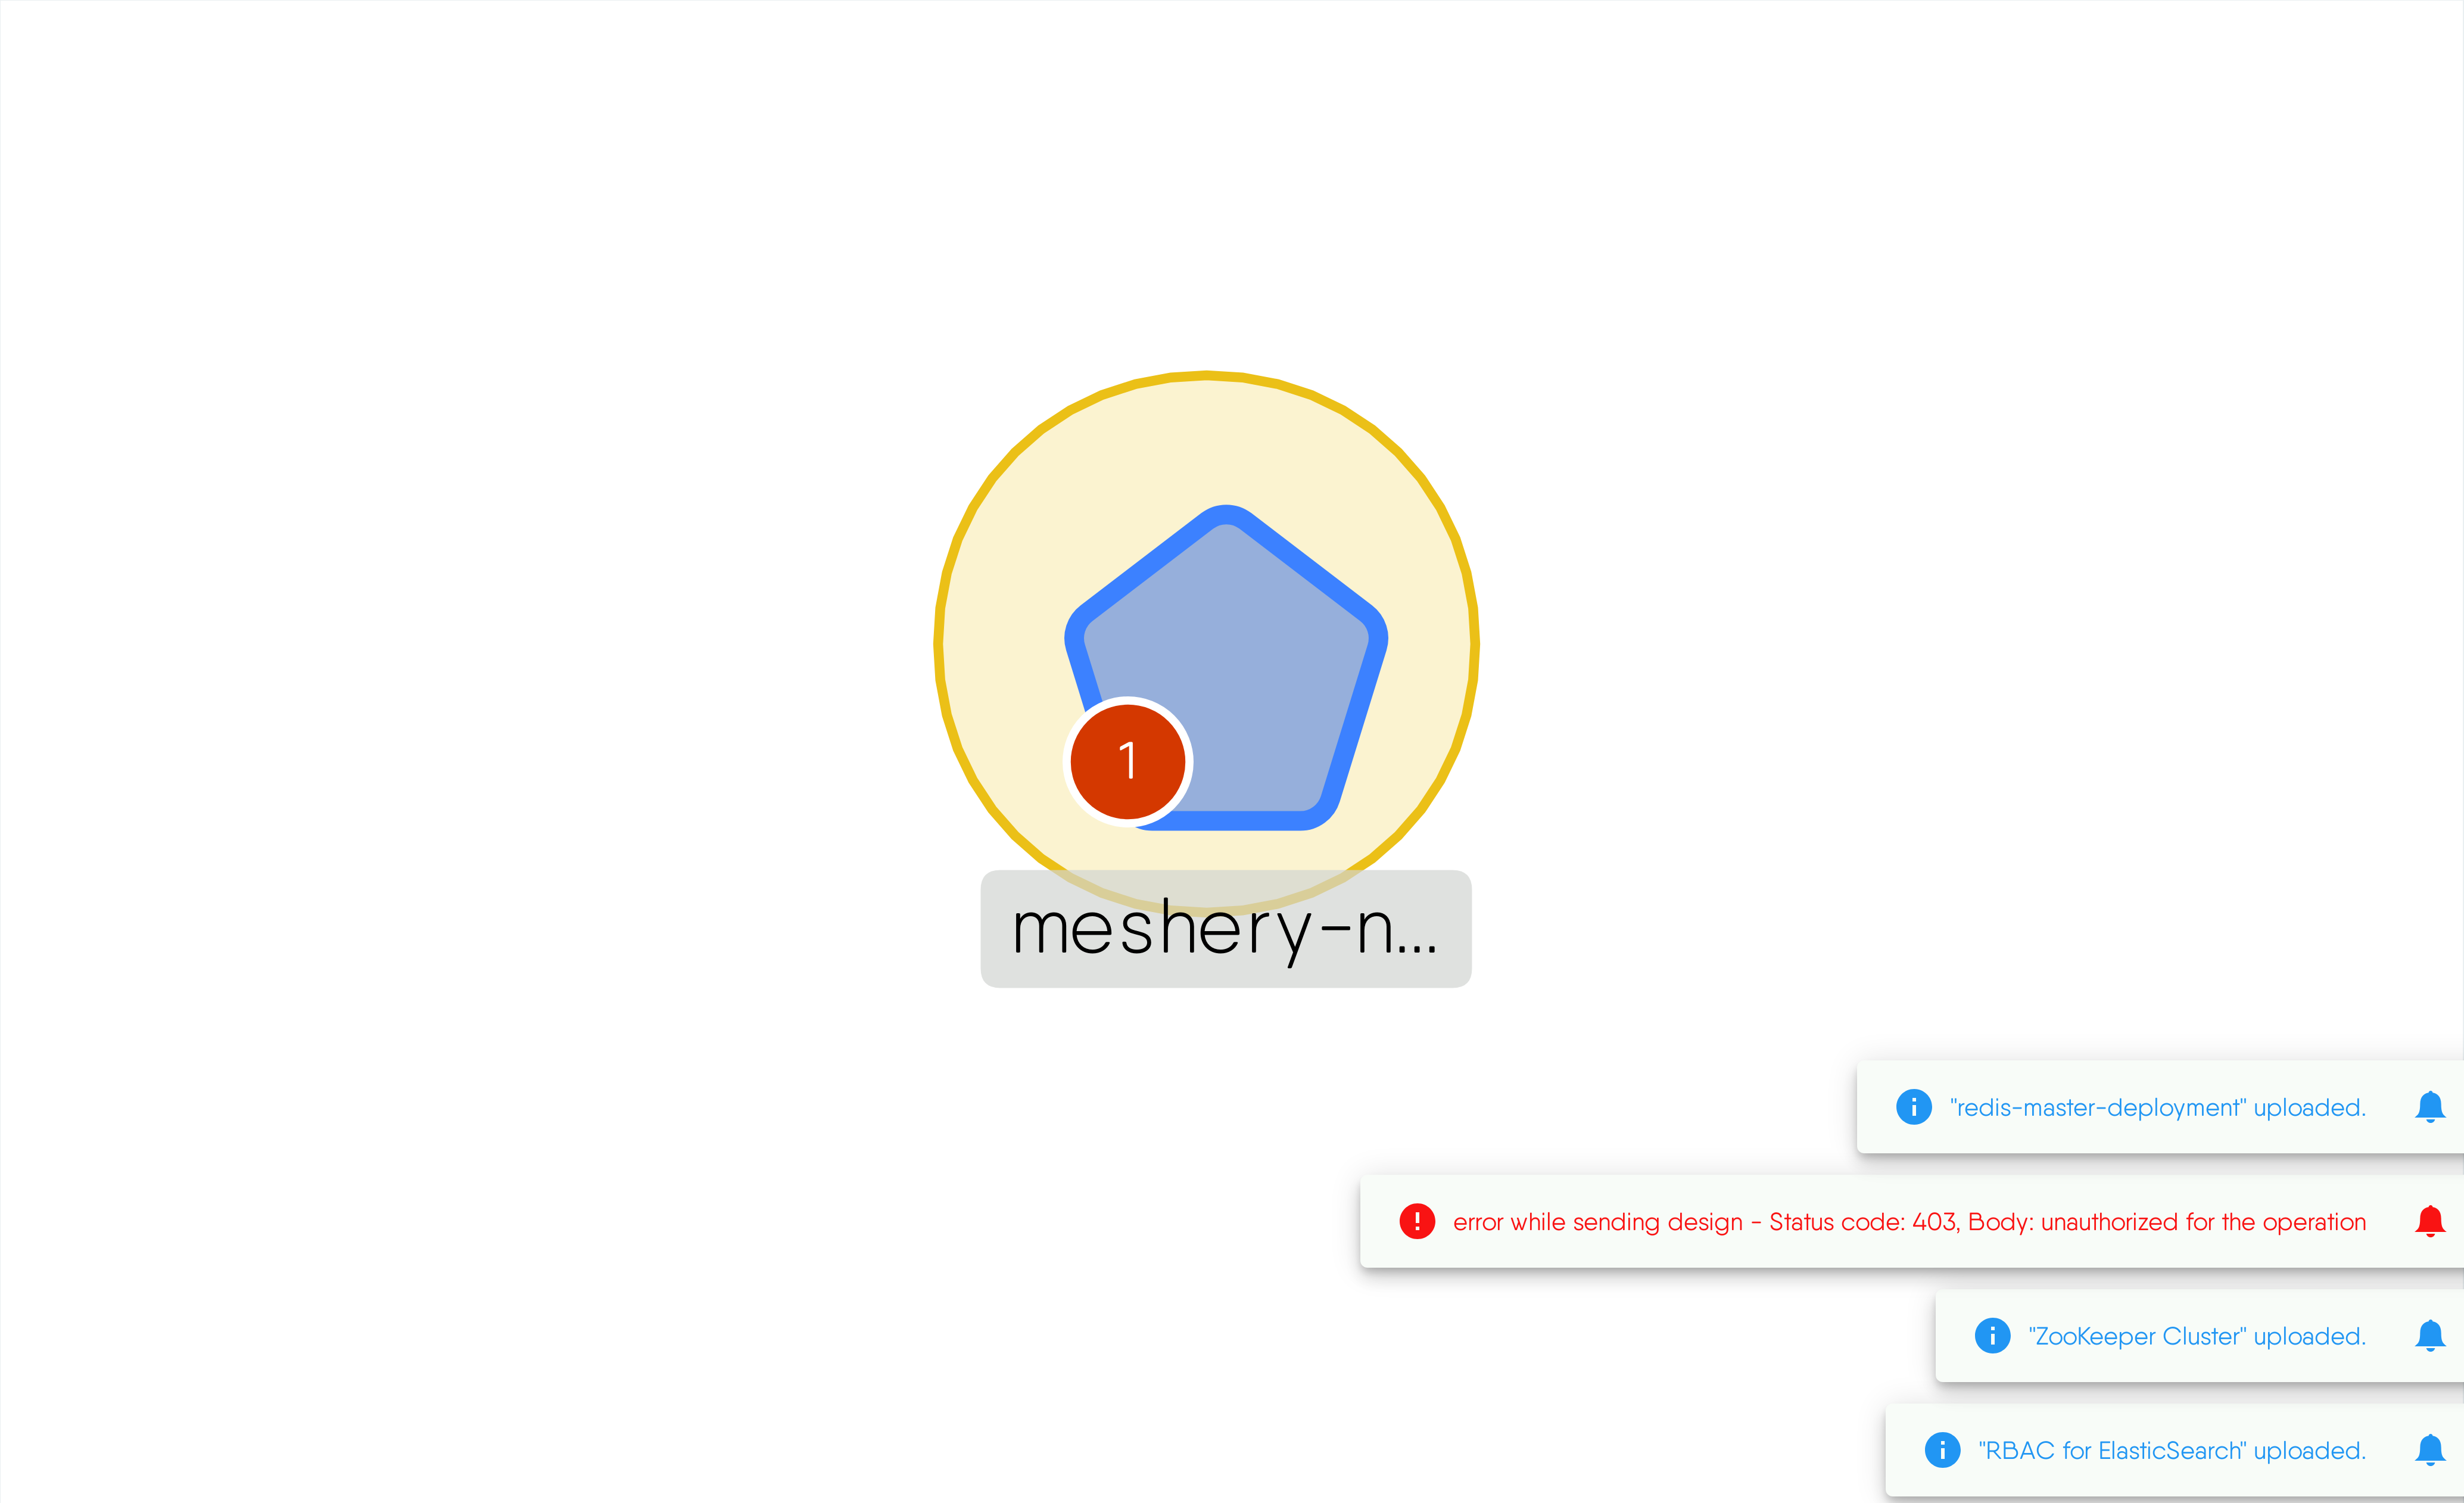 1
meshery-n...
"redis-master-deployment" uploaded.
error while sending design - Status code: 403, Body: unauthorized for the operation
"ZooKeeper Cluster" uploaded.
"RBAC for ElasticSearch" uploaded.